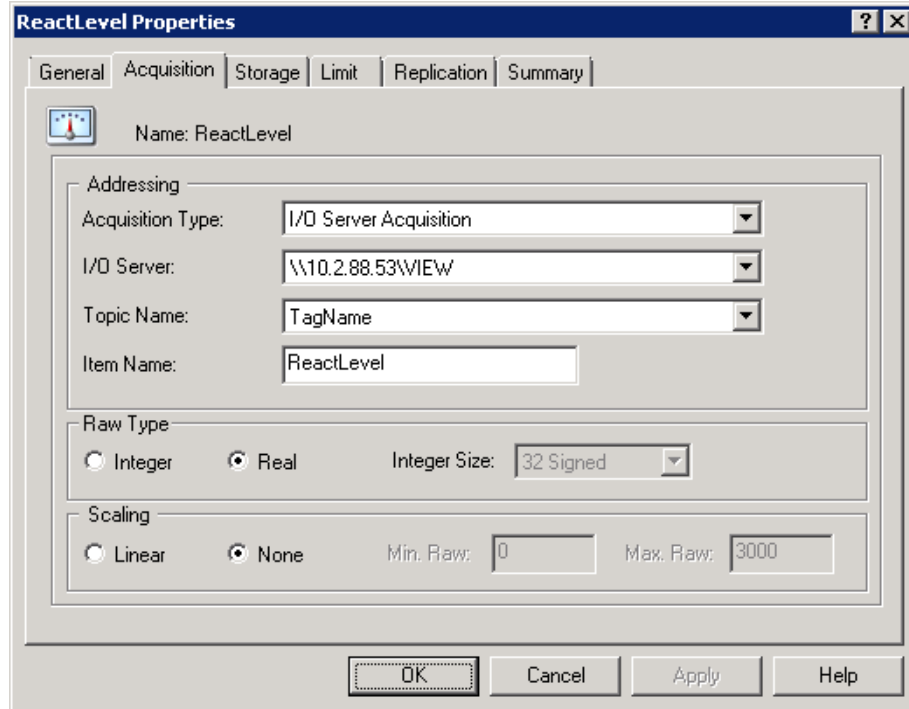 ReactLevel Properties
General Acquisition Storage Limit Replication Summary
Name: ReactLevel
Addressing
Acquisition Type: I/O Server Acquisition
I/O Server: \\10.2.88.53\VIEW
Topic Name: TagName
Item Name: ReactLevel
Raw Type
Integer Real Integer Size: 32 Signed
Scaling
Linear None Min. Raw: 0 Max. Raw: 3000
OK Cancel Apply Help